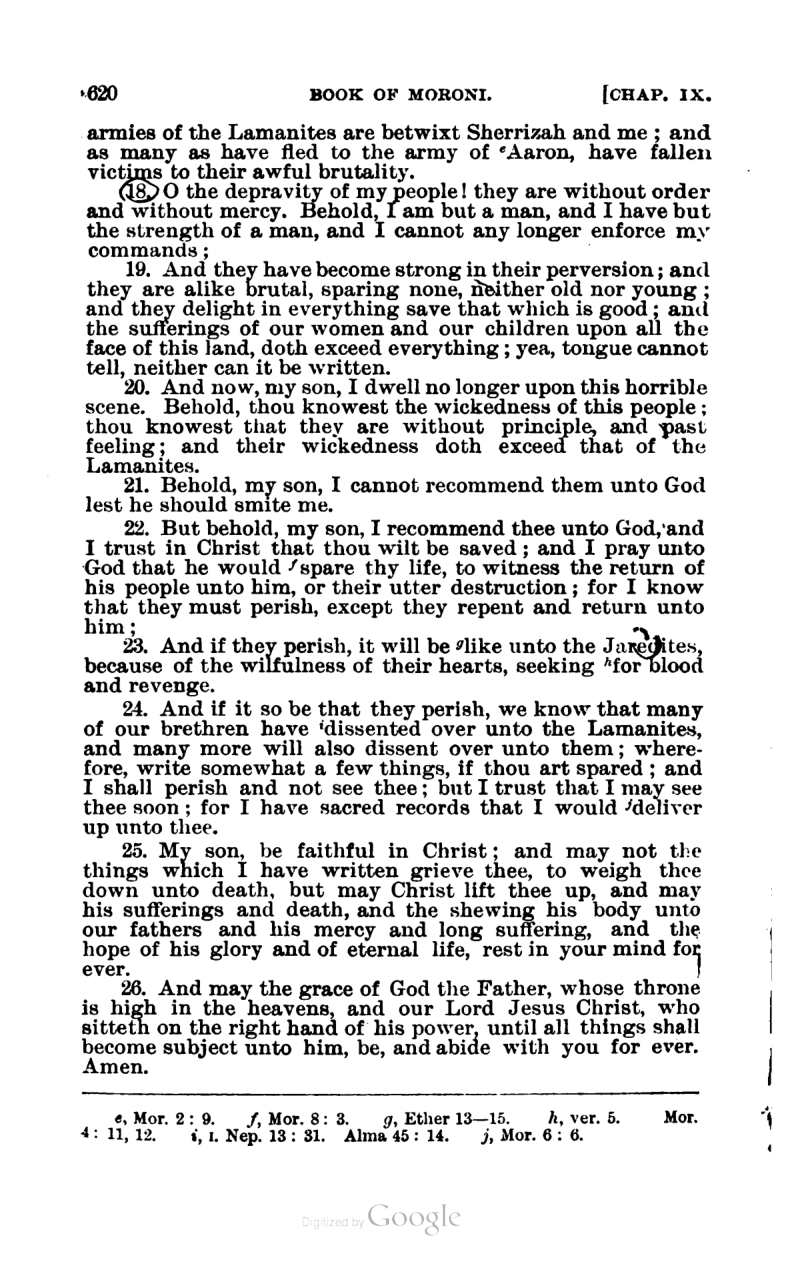 620 BOOK OF MORONI. [CHAP. IX.
armies of the Lamanites are betwixt Sherrizah and me ; and
as many as have fled to the army of ᵉAaron, have fallen
victims to their awful brutality.
18. O the depravity of my people! they are without order
and without mercy. Behold, I am but a man, and I have but
the strength of a man, and I cannot any longer enforce my
commands ;
19. And they have become strong in their perversion ; and
they are alike brutal, sparing none, neither old nor young ;
and they delight in everything save that which is good ; and
the sufferings of our women and our children upon all the
face of this land, doth exceed everything ; yea, tongue cannot
tell, neither can it be written.
20. And now, my son, I dwell no longer upon this horrible
scene. Behold, thou knowest the wickedness of this people ;
thou knowest that they are without principle, and past
feeling ; and their wickedness doth exceed that of the
Lamanites.
21. Behold, my son, I cannot recommend them unto God
lest he should smite me.
22. But behold, my son, I recommend thee unto God, and
I trust in Christ that thou wilt be saved ; and I pray unto
God that he would ᶠspare thy life, to witness the return of
his people unto him, or their utter destruction ; for I know
that they must perish, except they repent and return unto
him ;
23. And if they perish, it will be ᵍlike unto the Jaredites,
because of the wilfulness of their hearts, seeking ʰfor blood
and revenge.
24. And if it so be that they perish, we know that many
of our brethren have ⁱdissented over unto the Lamanites,
and many more will also dissent over unto them ; where-
fore, write somewhat a few things, if thou art spared ; and
I shall perish and not see thee ; but I trust that I may see
thee soon ; for I have sacred records that I would ʲdeliver
up unto thee.
25. My son, be faithful in Christ ; and may not the
things which I have written grieve thee, to weigh thee
down unto death, but may Christ lift thee up, and may
his sufferings and death, and the shewing his body unto
our fathers and his mercy and long suffering, and the
hope of his glory and of eternal life, rest in your mind for
ever.
26. And may the grace of God the Father, whose throne
is high in the heavens, and our Lord Jesus Christ, who
sitteth on the right hand of his power, until all things shall
become subject unto him, be, and abide with you for ever.
Amen.
e, Mor. 2 : 9. f, Mor. 8 : 3. g, Ether 13—15. h, ver. 5. Mor.
4 : 11, 12. i, I. Nep. 13 : 31. Alma 45 : 14. j, Mor. 6 : 6.
Digitized by Google